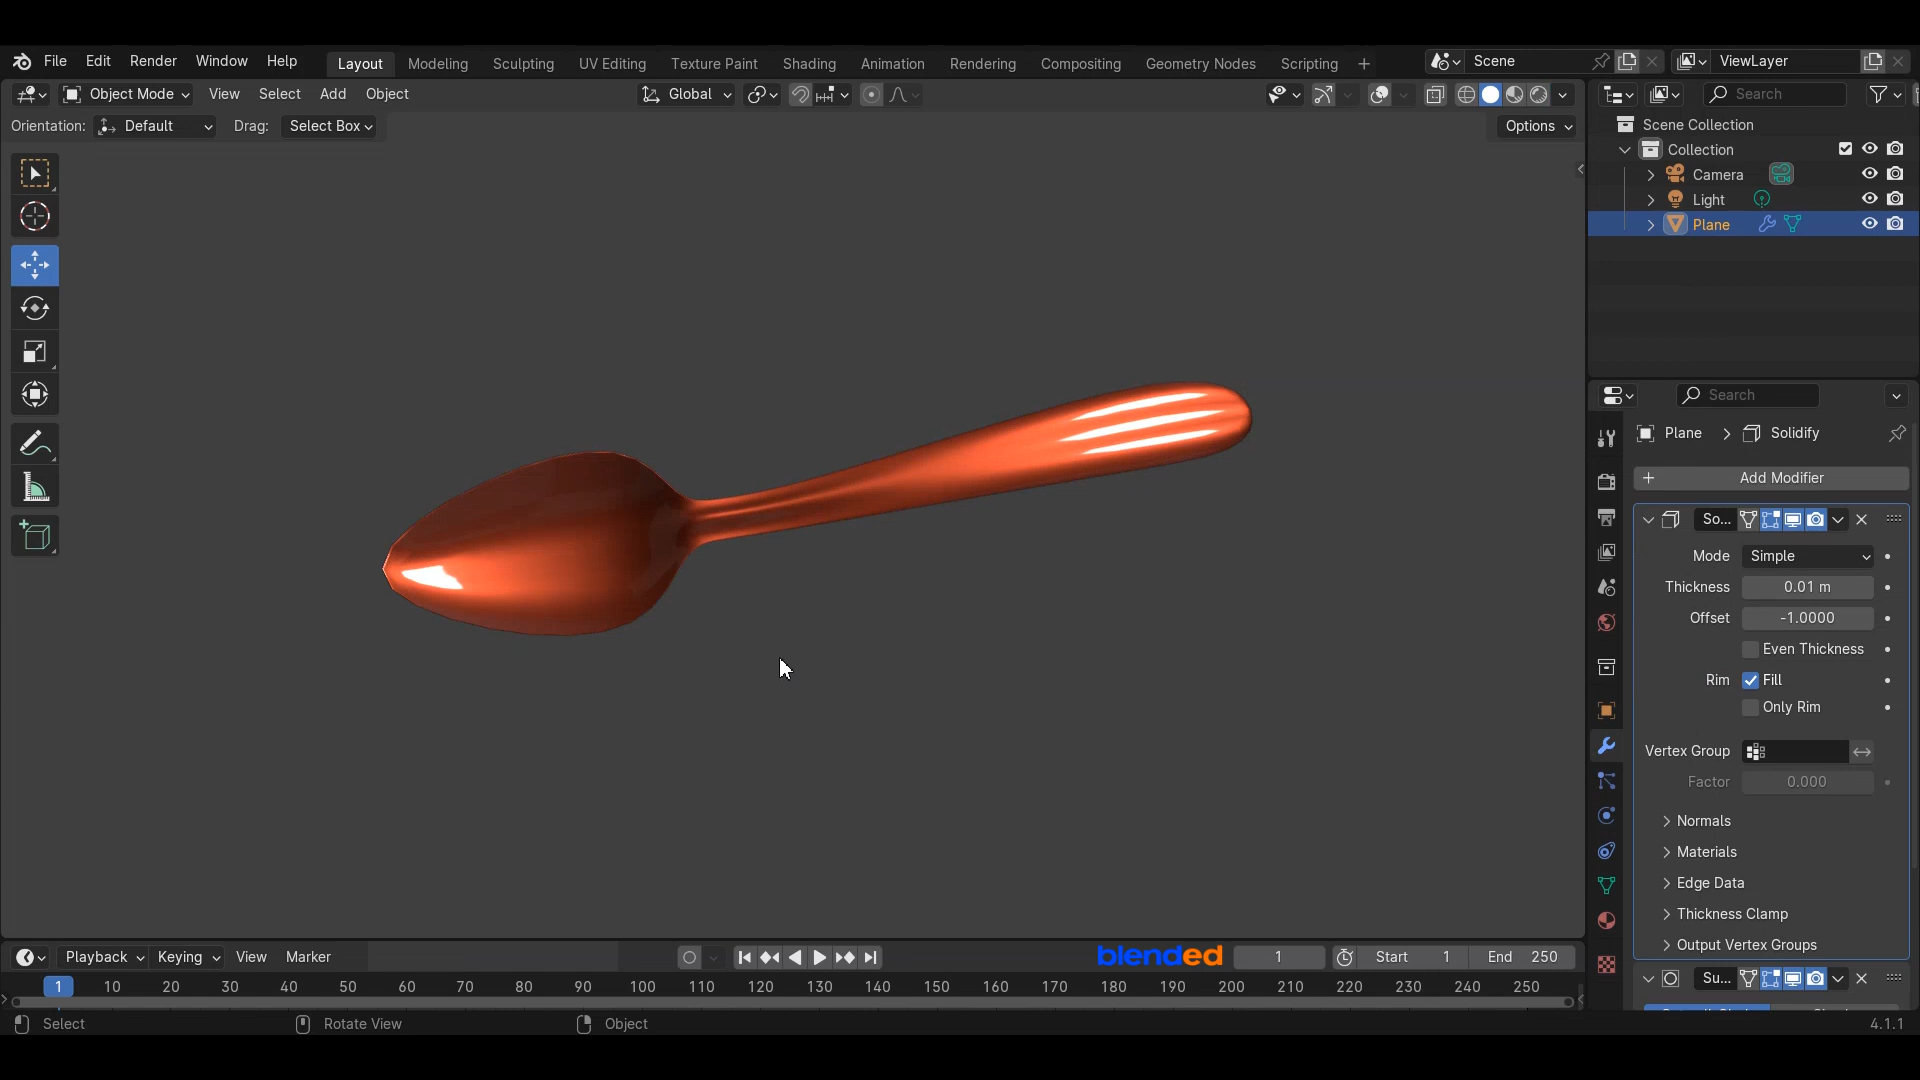 File Edit Render Window Help Layout Modeling Sculpting UV Editing Texture Paint Shading Animation Rendering Compositing Geometry Nodes Scripting + Scene ViewLayer
Object Mode View Select Add Object Global Search
Orientation: Default Drag: Select Box Options
Scene Collection
Collection
Camera
Light
Plane
Search
Plane > Solidify
+ Add Modifier
So...
Mode Simple
Thickness 0.01 m
Offset -1.0000
Even Thickness
Rim Fill
Only Rim
Vertex Group
Factor 0.000
Normals
Materials
Edge Data
Thickness Clamp
Output Vertex Groups
Su...
Playback Keying View Marker blended 1 Start 1 End 250
1 10 20 30 40 50 60 70 80 90 100 110 120 130 140 150 160 170 180 190 200 210 220 230 240 250
Select Rotate View Object 4.1.1